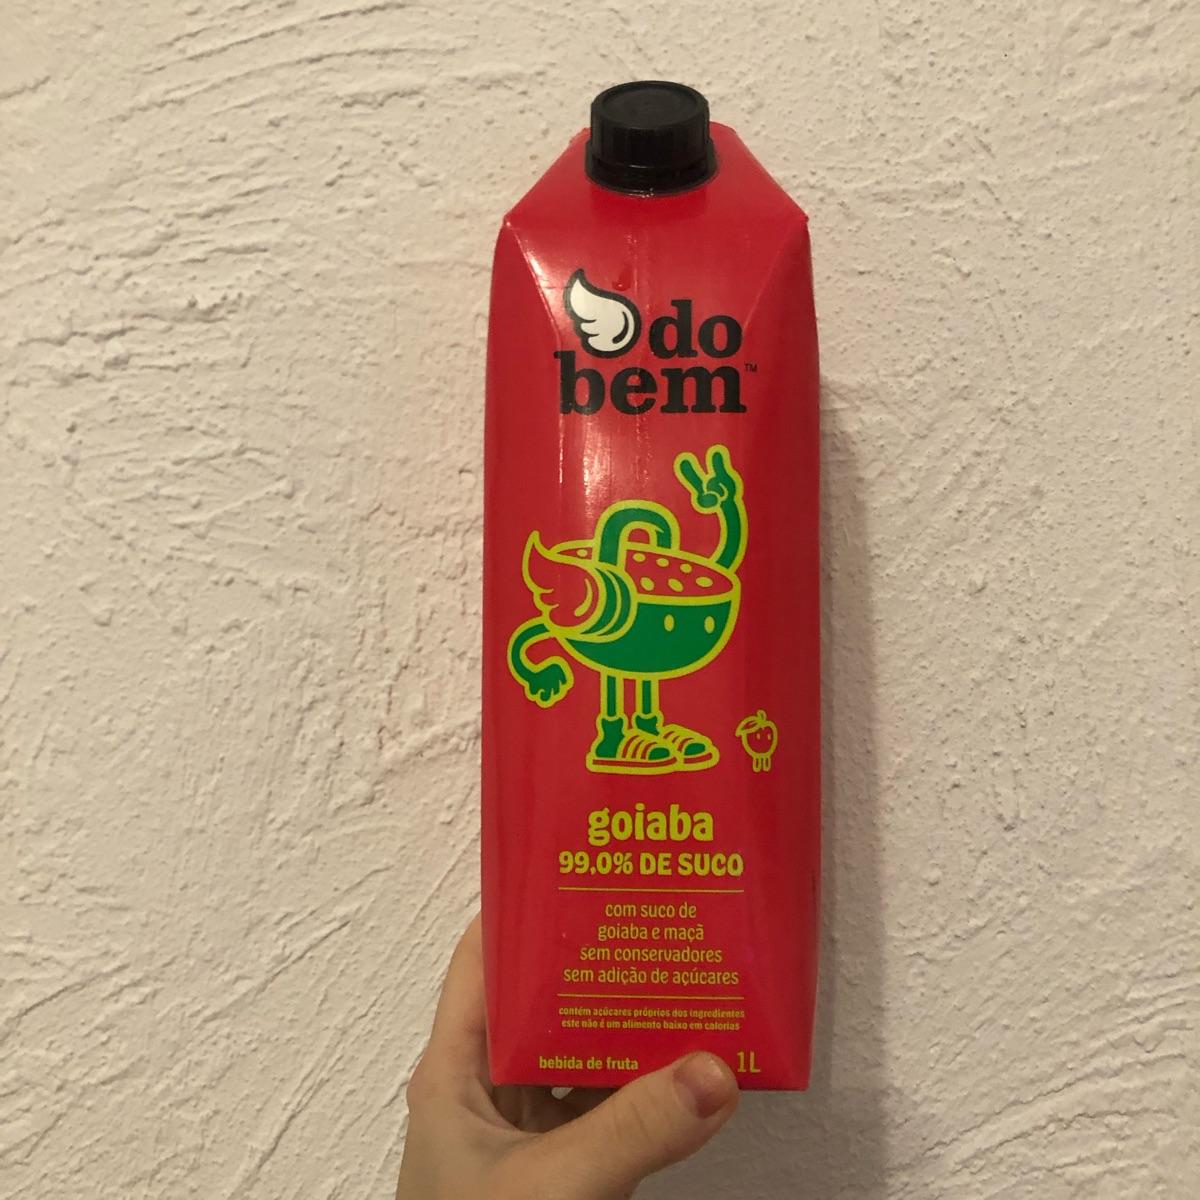 do
bem™
goiaba
99,0% DE SUCO
com suco de
goiaba e maçã
sem conservadores
sem adição de açúcares
contém açúcares próprios dos ingredientes
este não é um alimento baixo em calorias
bebida de fruta 1L